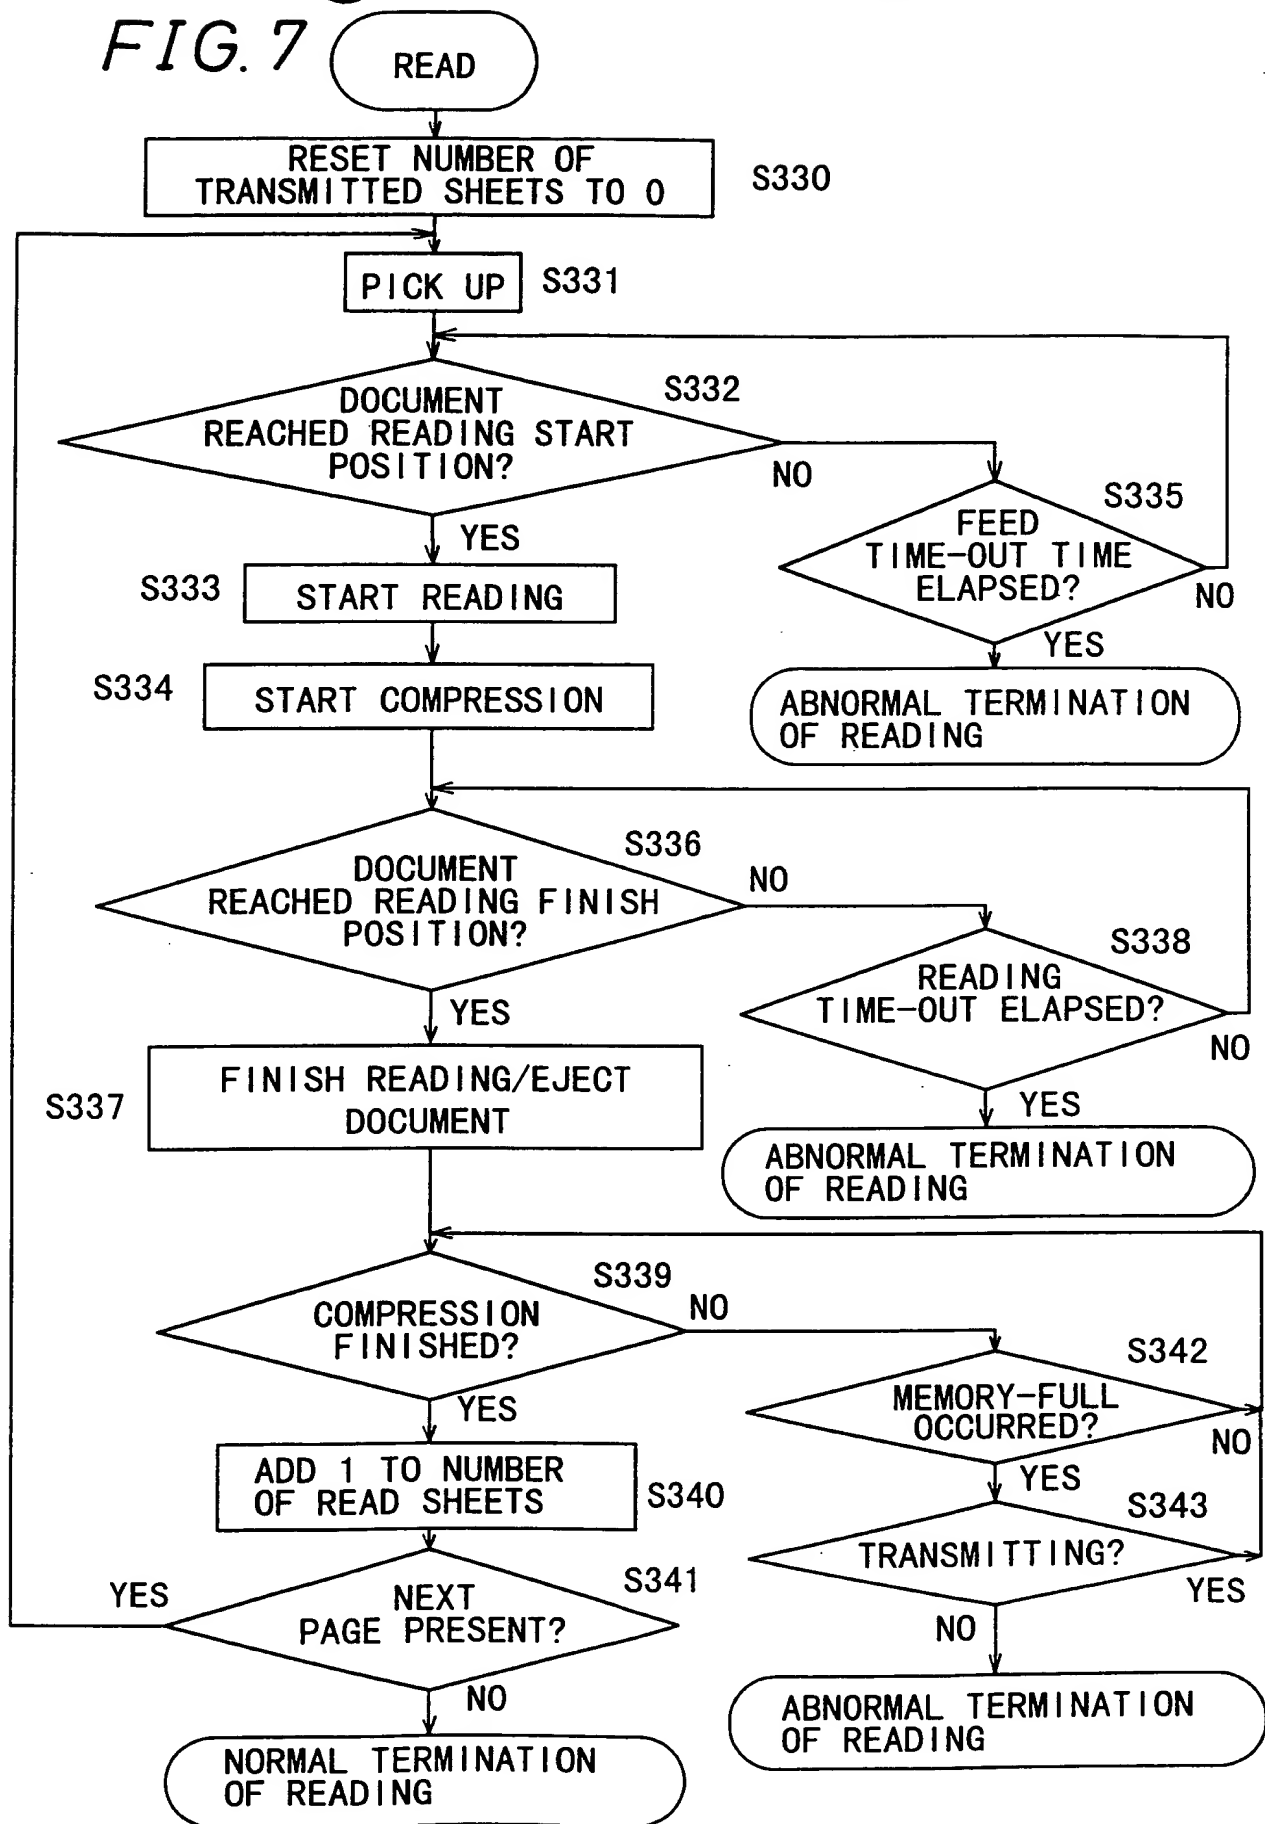 FIG. 7
READ
RESET NUMBER OF
TRANSMITTED SHEETS TO 0
S330
PICK UP
S331
DOCUMENT
REACHED READING START
POSITION?
S332
NO
YES
FEED
TIME-OUT TIME
ELAPSED?
S335
NO
YES
S333
START READING
S334
START COMPRESSION
ABNORMAL TERMINATION
OF READING
DOCUMENT
REACHED READING FINISH
POSITION?
S336
NO
YES
READING
TIME-OUT ELAPSED?
S338
NO
YES
S337
FINISH READING/EJECT
DOCUMENT
ABNORMAL TERMINATION
OF READING
COMPRESSION
FINISHED?
S339
NO
YES
MEMORY-FULL
OCCURRED?
S342
NO
YES
ADD 1 TO NUMBER
OF READ SHEETS
S340
TRANSMITTING?
S343
YES
NO
NEXT
PAGE PRESENT?
S341
YES
NO
ABNORMAL TERMINATION
OF READING
NORMAL TERMINATION
OF READING